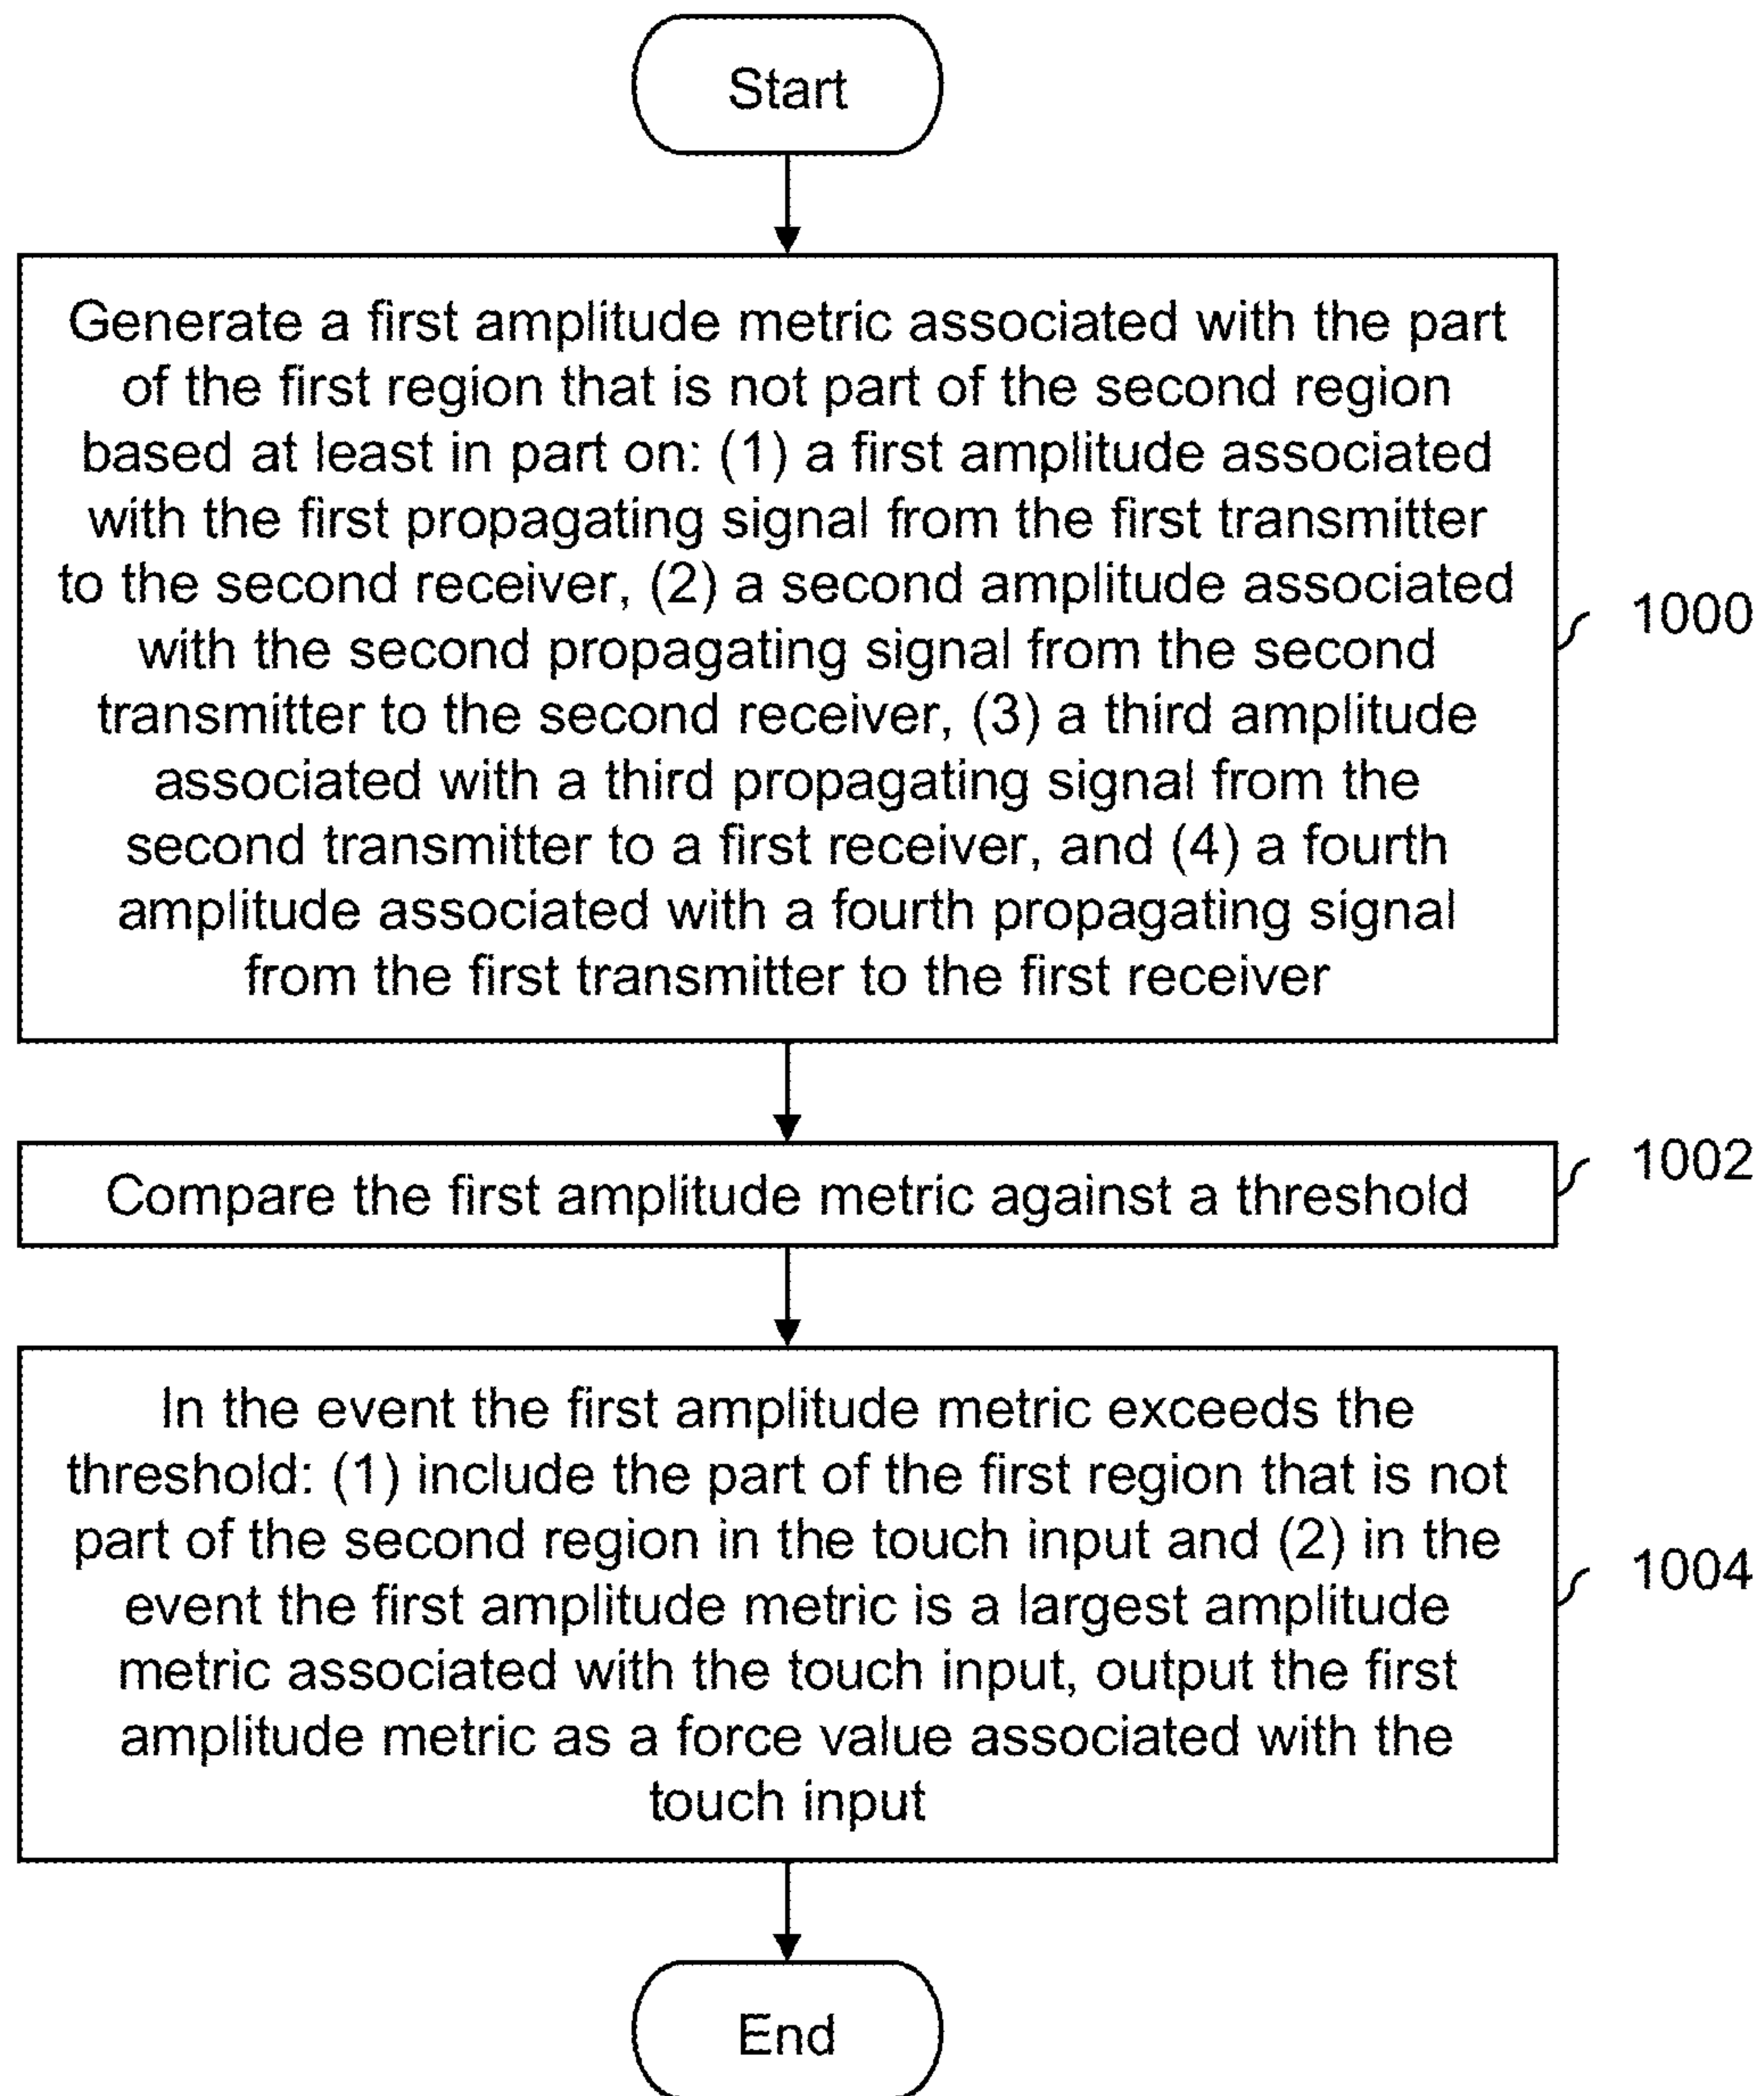 Start
Generate a first amplitude metric associated with the part
of the first region that is not part of the second region
based at least in part on: (1) a first amplitude associated
with the first propagating signal from the first transmitter
to the second receiver, (2) a second amplitude associated
with the second propagating signal from the second
transmitter to the second receiver, (3) a third amplitude
associated with a third propagating signal from the
second transmitter to a first receiver, and (4) a fourth
amplitude associated with a fourth propagating signal
from the first transmitter to the first receiver
1000
Compare the first amplitude metric against a threshold
1002
In the event the first amplitude metric exceeds the
threshold: (1) include the part of the first region that is not
part of the second region in the touch input and (2) in the
event the first amplitude metric is a largest amplitude
metric associated with the touch input, output the first
amplitude metric as a force value associated with the
touch input
1004
End